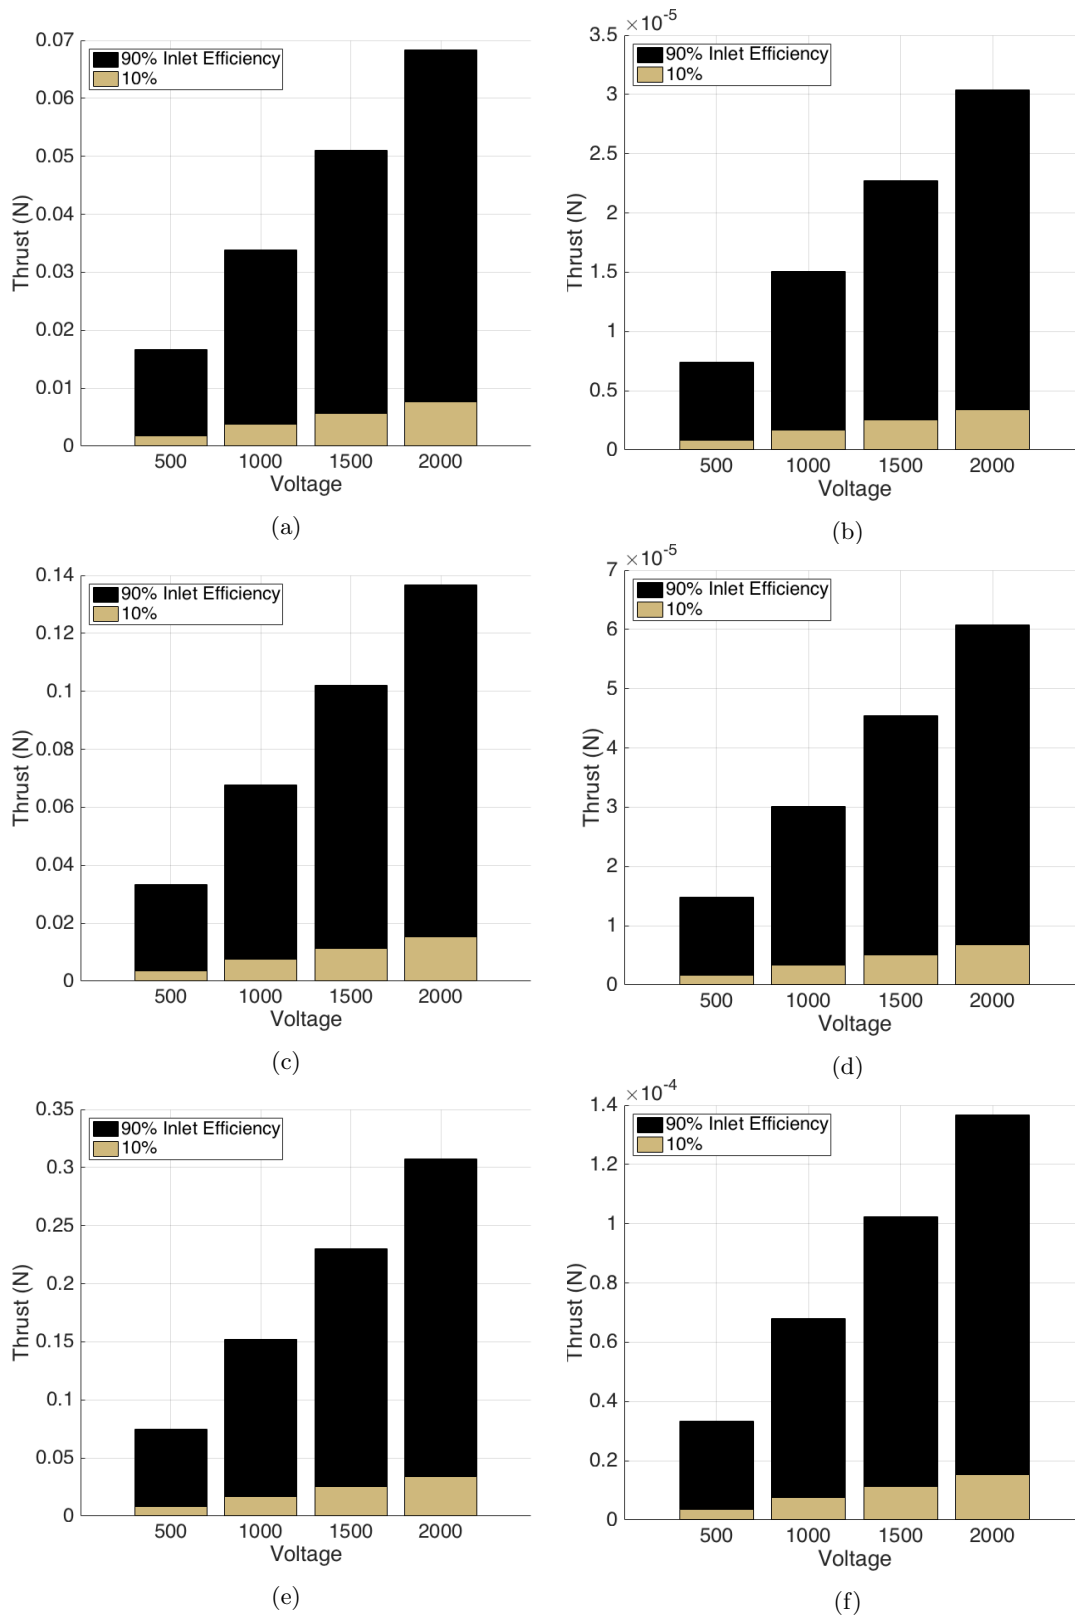 0.07
0.06
0.05
0.04
0.03
0.02
0.01
0
Thrust (N)
90% Inlet Efficiency
10%
500 1000 1500 2000
Voltage
(a)
×10-5
3.5
3
2.5
2
1.5
1
0.5
0
Thrust (N)
90% Inlet Efficiency
10%
500 1000 1500 2000
Voltage
(b)
0.14
0.12
0.1
0.08
0.06
0.04
0.02
0
Thrust (N)
90% Inlet Efficiency
10%
500 1000 1500 2000
Voltage
(c)
×10-5
7
6
5
4
3
2
1
0
Thrust (N)
90% Inlet Efficiency
10%
500 1000 1500 2000
Voltage
(d)
0.35
0.3
0.25
0.2
0.15
0.1
0.05
0
Thrust (N)
90% Inlet Efficiency
10%
500 1000 1500 2000
Voltage
(e)
×10-4
1.4
1.2
1
0.8
0.6
0.4
0.2
0
Thrust (N)
90% Inlet Efficiency
10%
500 1000 1500 2000
Voltage
(f)